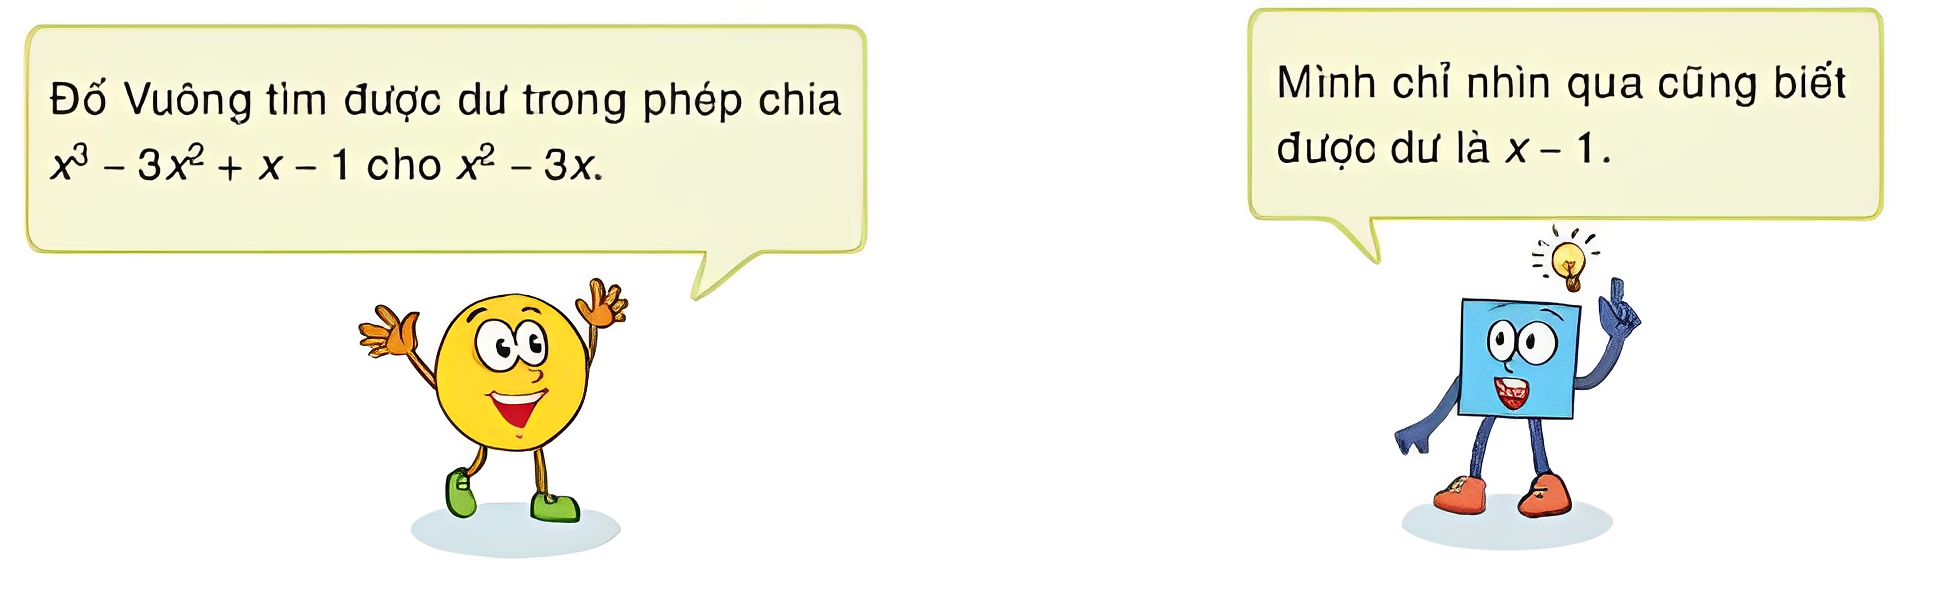 Đố Vuông tìm được dư trong phép chia
x³ – 3x² + x – 1 cho x² – 3x.
Mình chỉ nhìn qua cũng biết
được dư là x – 1.